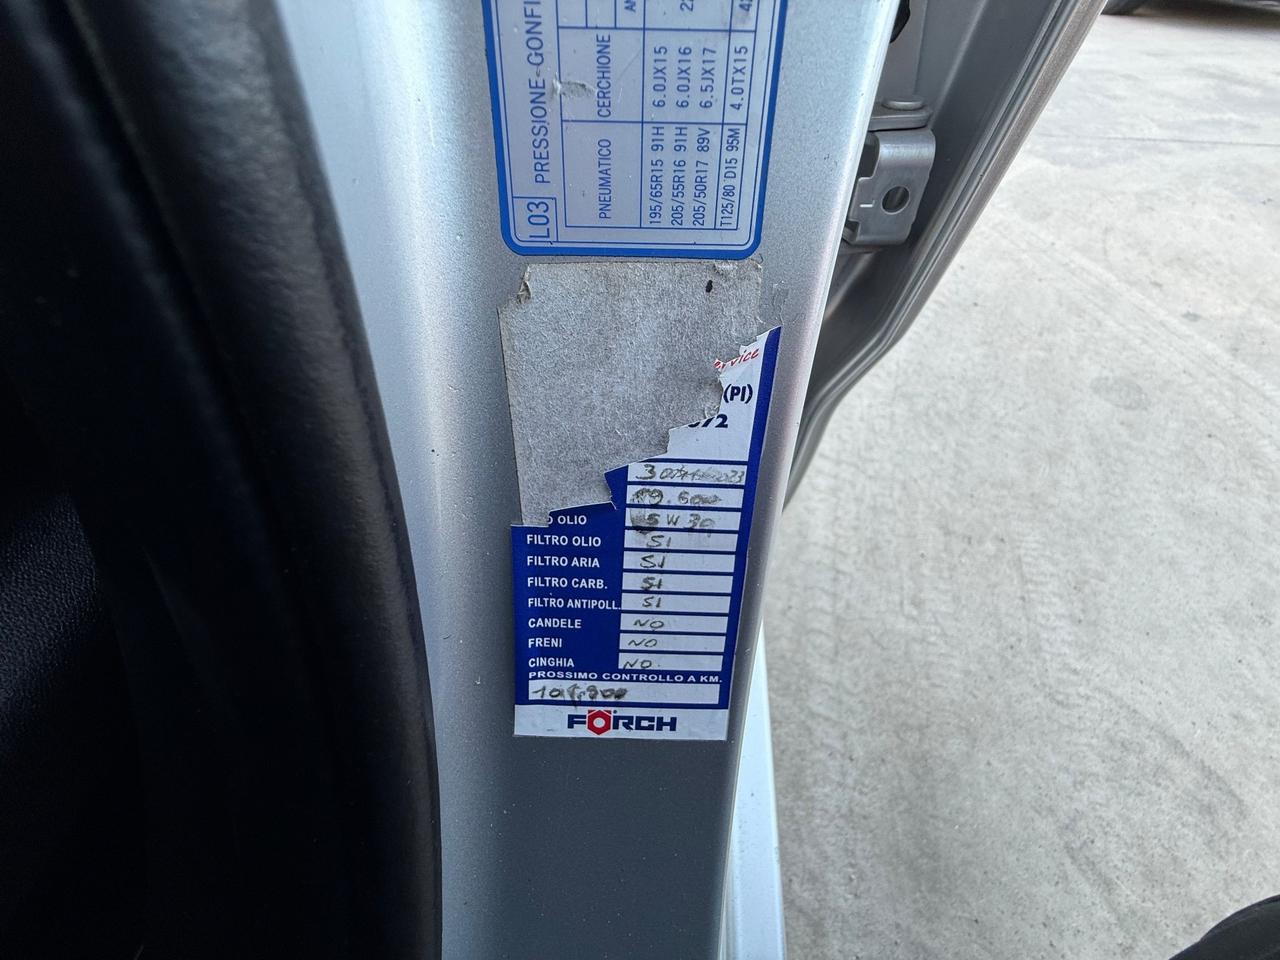 L03 PRESSIONE-GONFI
PNEUMATICO CERCHIONE
195/65R15 91H 6.0JX15
205/55R16 91H 6.0JX16
205/50R17 89V 6.5JX17
T125/80 D15 95M 4.0TX15
(PI)
OLIO 5W30
FILTRO OLIO SI
FILTRO ARIA SI
FILTRO CARB. SI
FILTRO ANTIPOLL. SI
CANDELE NO
FRENI NO
CINGHIA NO
PROSSIMO CONTROLLO A KM.
FÖRCH